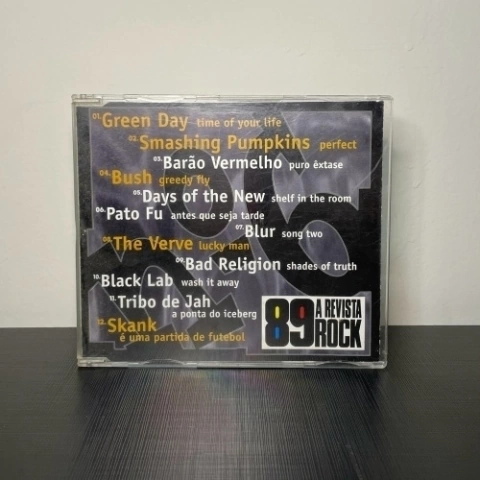 01. Green Day time of your life
02. Smashing Pumpkins perfect
03. Barão Vermelho puro êxtase
04. Bush greedy fly
05. Days of the New shelf in the room
06. Pato Fu antes que seja tarde
07. Blur song two
08. The Verve lucky man
09. Bad Religion shades of truth
10. Black Lab wash it away
11. Tribo de Jah
a ponta do iceberg
12. Skank
é uma partida de futebol
89 A REVISTA
ROCK